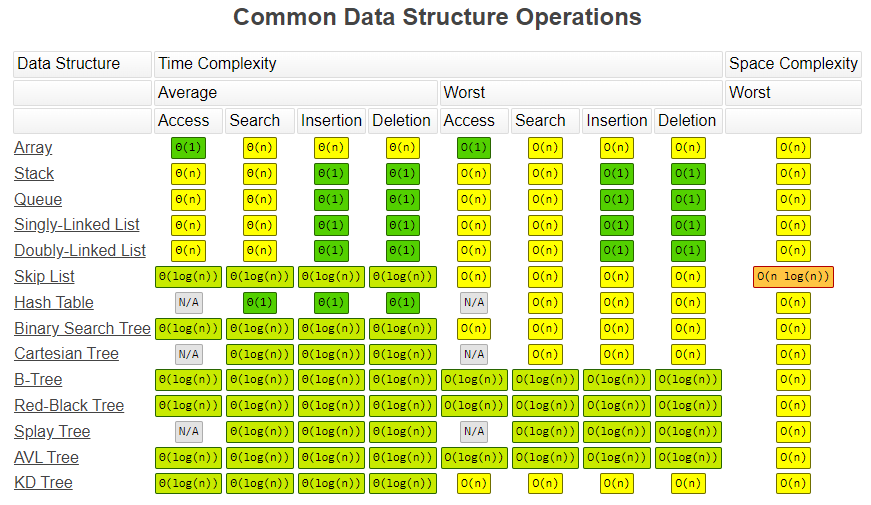 Common Data Structure Operations
Data Structure Time Complexity Space Complexity
Average Worst Worst
Access Search Insertion Deletion Access Search Insertion Deletion
Array Θ(1) Θ(n) Θ(n) Θ(n) O(1) O(n) O(n) O(n) O(n)
Stack Θ(n) Θ(n) Θ(1) Θ(1) O(n) O(n) O(1) O(1) O(n)
Queue Θ(n) Θ(n) Θ(1) Θ(1) O(n) O(n) O(1) O(1) O(n)
Singly-Linked List Θ(n) Θ(n) Θ(1) Θ(1) O(n) O(n) O(1) O(1) O(n)
Doubly-Linked List Θ(n) Θ(n) Θ(1) Θ(1) O(n) O(n) O(1) O(1) O(n)
Skip List Θ(log(n)) Θ(log(n)) Θ(log(n)) Θ(log(n)) O(n) O(n) O(n) O(n) O(n log(n))
Hash Table N/A Θ(1) Θ(1) Θ(1) N/A O(n) O(n) O(n) O(n)
Binary Search Tree Θ(log(n)) Θ(log(n)) Θ(log(n)) Θ(log(n)) O(n) O(n) O(n) O(n) O(n)
Cartesian Tree N/A Θ(log(n)) Θ(log(n)) Θ(log(n)) N/A O(n) O(n) O(n) O(n)
B-Tree Θ(log(n)) Θ(log(n)) Θ(log(n)) Θ(log(n)) O(log(n)) O(log(n)) O(log(n)) O(log(n)) O(n)
Red-Black Tree Θ(log(n)) Θ(log(n)) Θ(log(n)) Θ(log(n)) O(log(n)) O(log(n)) O(log(n)) O(log(n)) O(n)
Splay Tree N/A Θ(log(n)) Θ(log(n)) Θ(log(n)) N/A O(log(n)) O(log(n)) O(log(n)) O(n)
AVL Tree Θ(log(n)) Θ(log(n)) Θ(log(n)) Θ(log(n)) O(log(n)) O(log(n)) O(log(n)) O(log(n)) O(n)
KD Tree Θ(log(n)) Θ(log(n)) Θ(log(n)) Θ(log(n)) O(n) O(n) O(n) O(n) O(n)